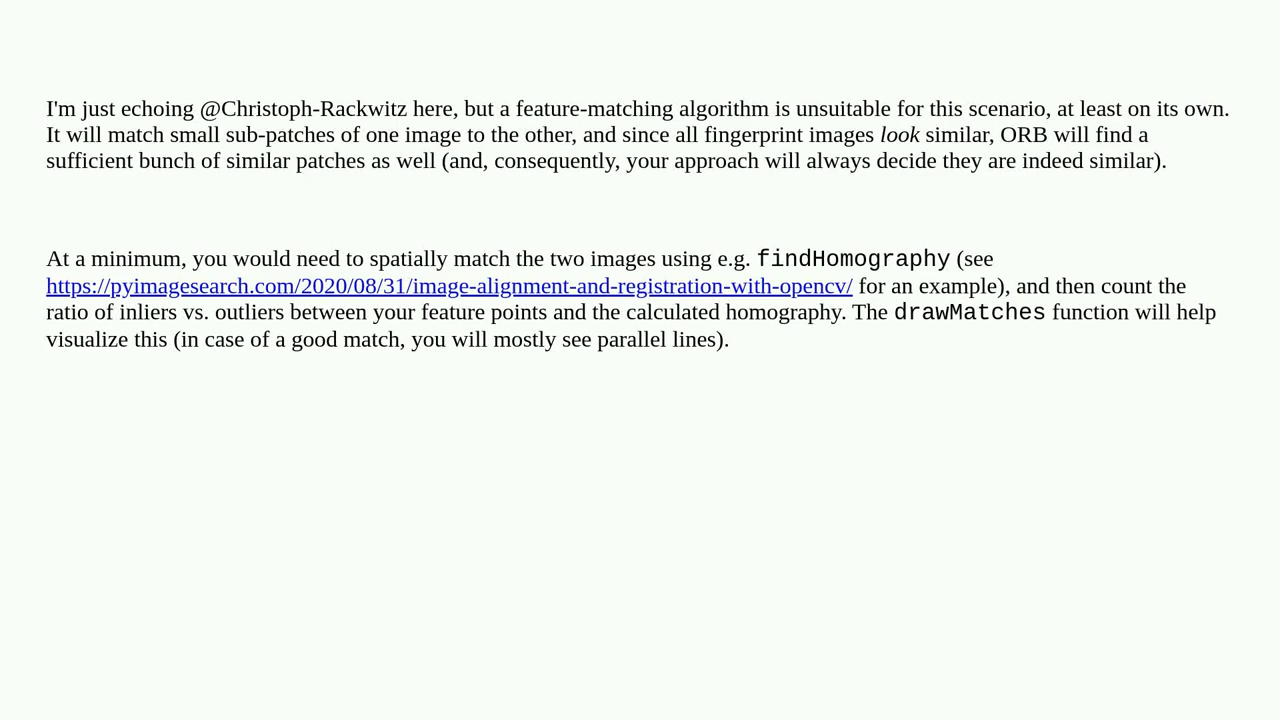 I'm just echoing @Christoph-Rackwitz here, but a feature-matching algorithm is unsuitable for this scenario, at least on its own.
It will match small sub-patches of one image to the other, and since all fingerprint images look similar, ORB will find a
sufficient bunch of similar patches as well (and, consequently, your approach will always decide they are indeed similar).
At a minimum, you would need to spatially match the two images using e.g. findHomography (see
https://pyimagesearch.com/2020/08/31/image-alignment-and-registration-with-opencv/ for an example), and then count the
ratio of inliers vs. outliers between your feature points and the calculated homography. The drawMatches function will help
visualize this (in case of a good match, you will mostly see parallel lines).